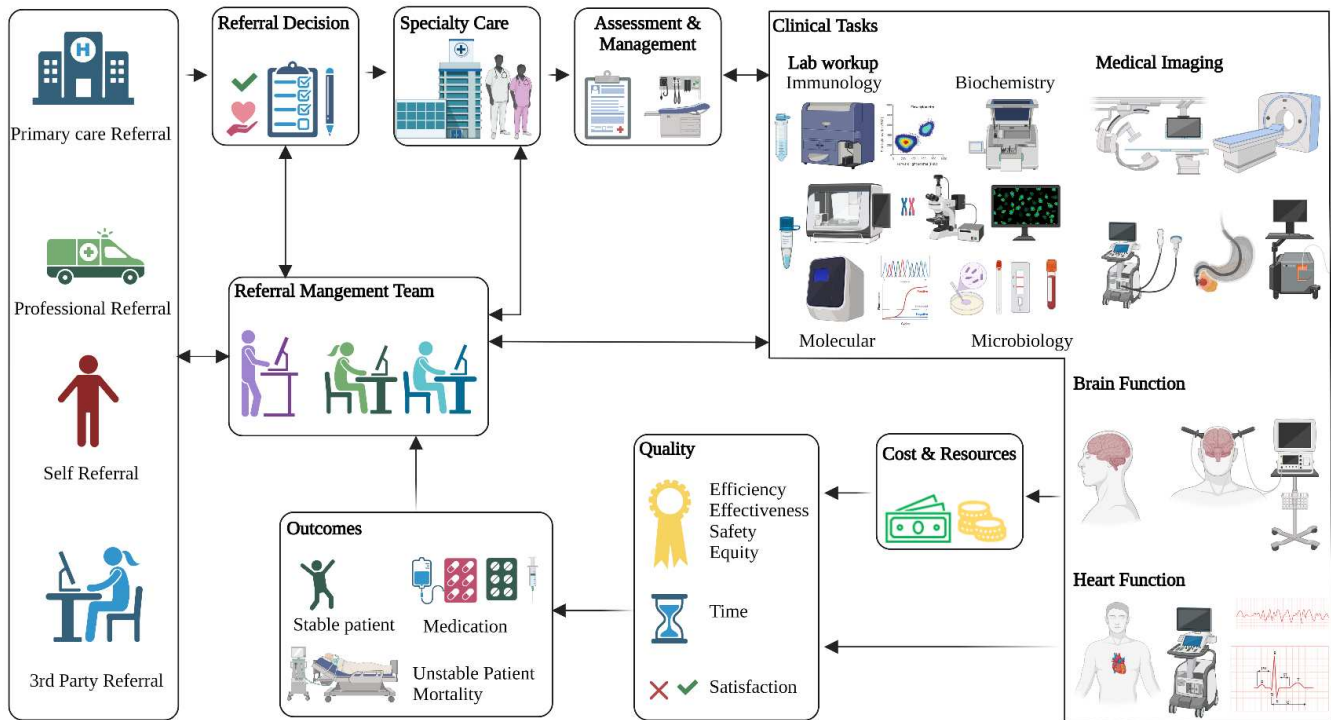 Primary care Referral
Professional Referral
Self Referral
3rd Party Referral
Referral Decision
Specialty Care
Assessment &
Management
Clinical Tasks
Lab workup
Immunology
Biochemistry
Medical Imaging
Molecular
Microbiology
Brain Function
Heart Function
Referral Mangement Team
Quality
Efficiency
Effectiveness
Safety
Equity
Time
Satisfaction
Cost & Resources
Outcomes
Stable patient
Medication
Unstable Patient
Mortality
H